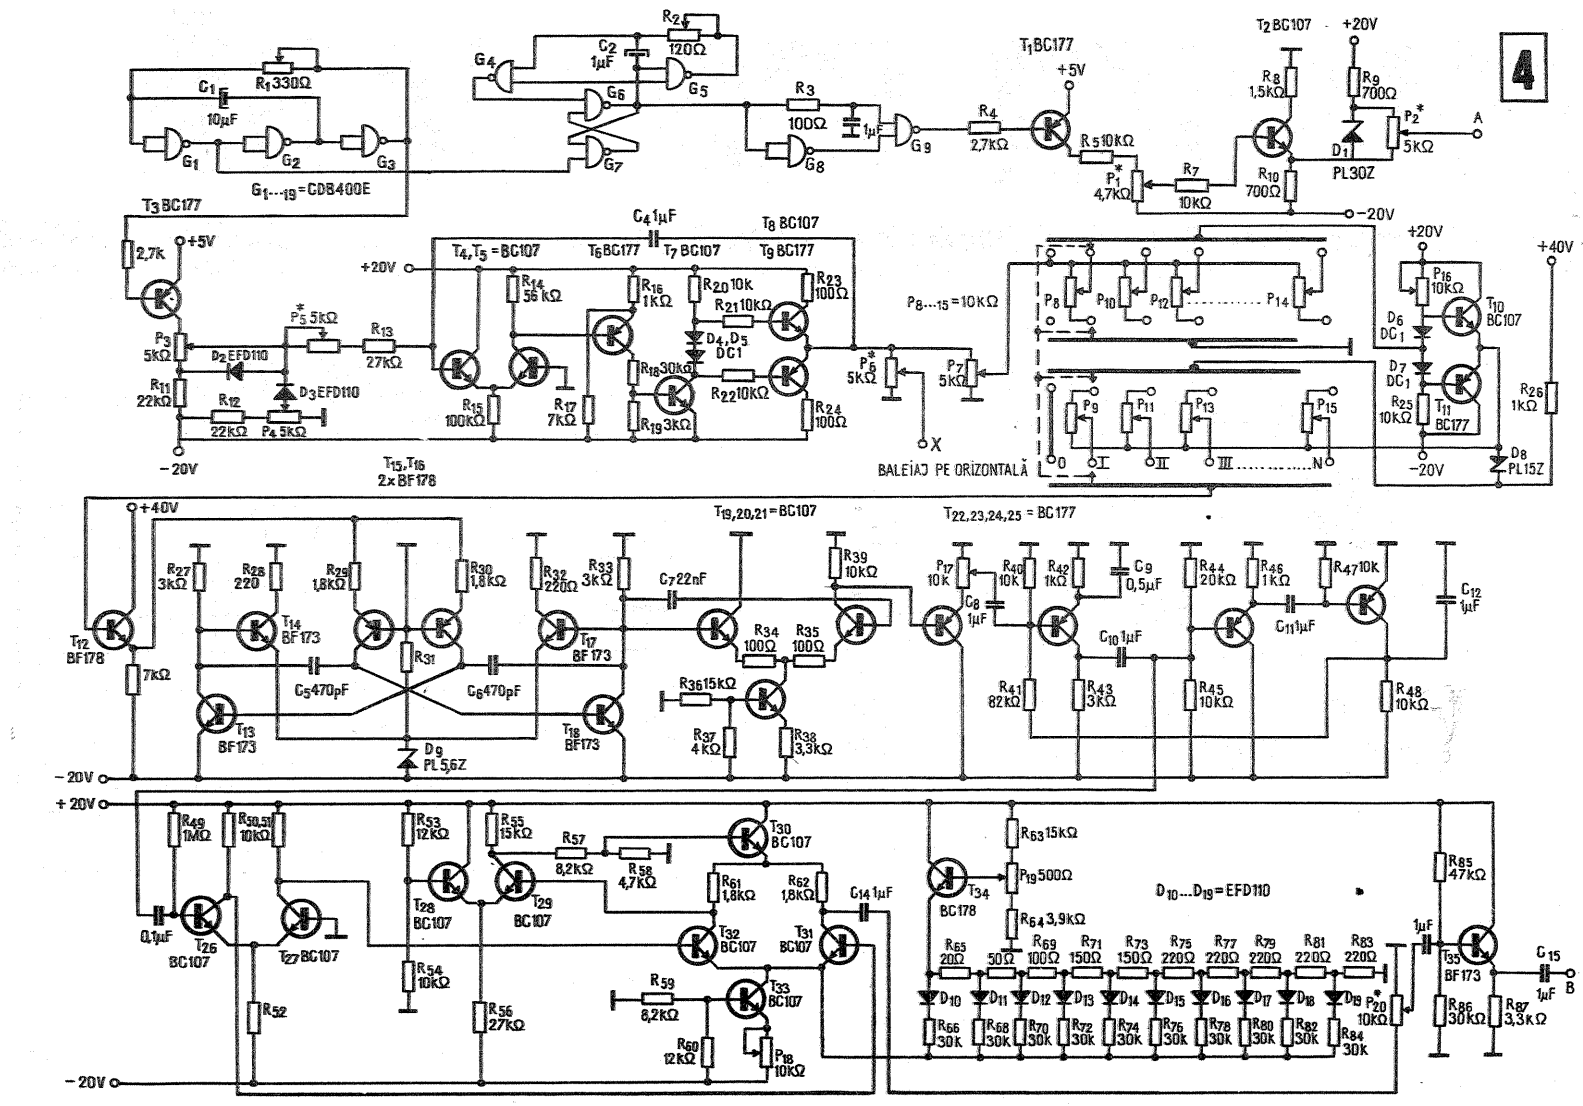 4
R1 330Ω
C1
10μF
G1
G2
G3
G1...19=CDB400E
R2
120Ω
C2
1μF
G4
G5
G6
G7
R3
100Ω
1μF
G8
G9
R4
2,7kΩ
T1 BC177
+5V
R5 10kΩ
P1*
4,7kΩ
R7
10kΩ
T2 BC107
R8
1,5kΩ
+20V
R9
700Ω
D1
PL30Z
P2*
5kΩ
A
R10
700Ω
-20V
T3 BC177
2,7k
+5V
P3
5kΩ
P5* 5kΩ
D2 EFD110
D3 EFD110
R11
22kΩ
R12
22kΩ
P4 5kΩ
R13
27kΩ
-20V
+20V
C4 1μF
T4, T5 = BC107
R14
56kΩ
R15
100kΩ
T6 BC177
R16
1kΩ
R17
7kΩ
R18 30kΩ
R19 3kΩ
T7 BC107
R20 10k
R21 10kΩ
D4, D5
DC1
R22 10kΩ
T8 BC107
T9 BC177
R23
100Ω
R24
100Ω
P6*
5kΩ
P7
5kΩ
X
BALEIAJ PE ORIZONTALĂ
P8...15=10kΩ
P8
P10
P12
P14
P9
P11
P13
P15
0
I
II
III
N
+20V
P16
10kΩ
T10
BC107
D6
DC1
D7
DC1
R25
10kΩ
T11
BC177
-20V
+40V
R26
1kΩ
D8
PL15Z
T15, T16
2xBF178
+40V
T12
BF178
7kΩ
R27
3kΩ
R28
220
T14
BF173
T13
BF173
R29
1,8kΩ
R30
1,8kΩ
R31
C5 470pF
C6 470pF
D9
PL5,6Z
R32
220Ω
R33
3kΩ
T17
BF173
T18
BF173
C7 22nF
T19,20,21=BC107
R34
100Ω
R35
100Ω
R36 15kΩ
R37
4kΩ
R38
3,3kΩ
R39
10kΩ
T22,23,24,25=BC177
P17
10k
C8
1μF
R40
10k
R41
82kΩ
R42
1kΩ
R43
3kΩ
C9
0,5μF
C10 1μF
R44
20kΩ
R45
10kΩ
R46
1kΩ
C11 1μF
R47 10k
R48
10kΩ
C12
1μF
-20V
+20V
R49
1MΩ
R50,51
10kΩ
0,1μF
T26
BC107
T27 BC107
R52
R53
12kΩ
R54
10kΩ
T28
BC107
R55
15kΩ
T29
BC107
R56
27kΩ
R57
8,2kΩ
R58
4,7kΩ
T30
BC107
R61
1,8kΩ
R62
1,8kΩ
C14 1μF
T32
BC107
T31
BC107
R59
8,2kΩ
T33
BC107
R60
12kΩ
P18
10kΩ
-20V
T34
BC178
R63 15kΩ
P19 500Ω
R64 3,9kΩ
D10...D19=EFD110
R65
20Ω
50Ω
R69
100Ω
R71
150Ω
R73
150Ω
R75
220Ω
R77
220Ω
R79
220Ω
R81
220Ω
R83
220Ω
D10
D11
D12
D13
D14
D15
D16
D17
D18
D19
R66
30k
R68
30k
R70
30k
R72
30k
R74
30k
R76
30k
R78
30k
R80
30k
R82
30k
R84
30k
P20*
10kΩ
1μF
R85
47kΩ
T35
BF173
R86
30kΩ
R87
3,3kΩ
C15
1μF
B